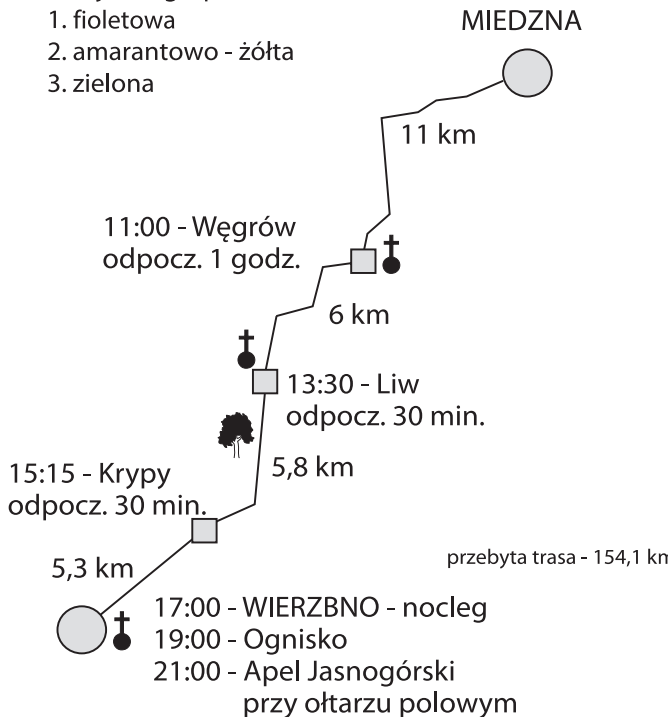 1. fioletowa
2. amarantowo - żółta
3. zielona
MIEDZNA
11 km
11:00 - Węgrów
odpocz. 1 godz.
6 km
13:30 - Liw
odpocz. 30 min.
5,8 km
15:15 - Krypy
odpocz. 30 min.
5,3 km
przebyta trasa - 154,1 km
17:00 - WIERZBNO - nocleg
19:00 - Ognisko
21:00 - Apel Jasnogórski
przy ołtarzu polowym